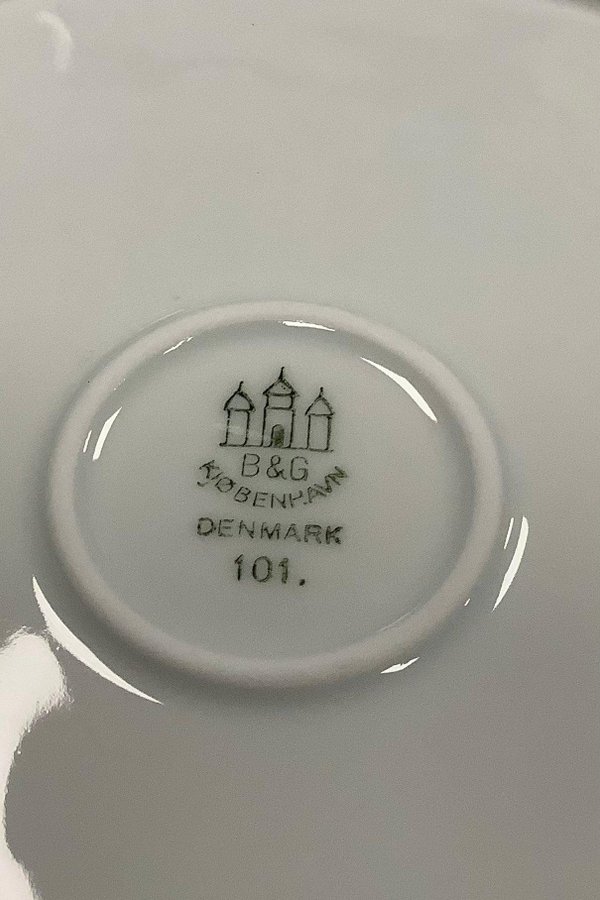 B&G
KJØBENHAVN
DENMARK
101.